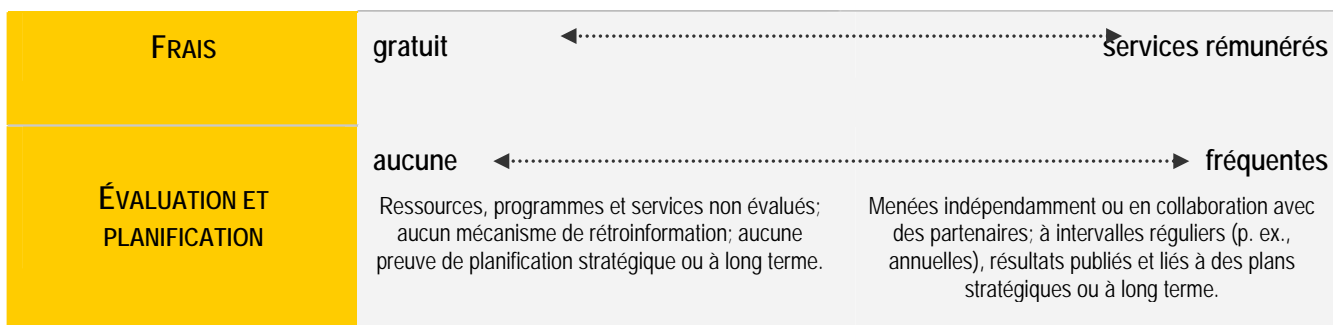 FRAIS
gratuit
services rémunérés
ÉVALUATION ET
PLANIFICATION
aucune
fréquentes
Ressources, programmes et services non évalués;
aucun mécanisme de rétroinformation; aucune
preuve de planification stratégique ou à long terme.
Menées indépendamment ou en collaboration avec
des partenaires; à intervalles réguliers (p. ex.,
annuelles), résultats publiés et liés à des plans
stratégiques ou à long terme.